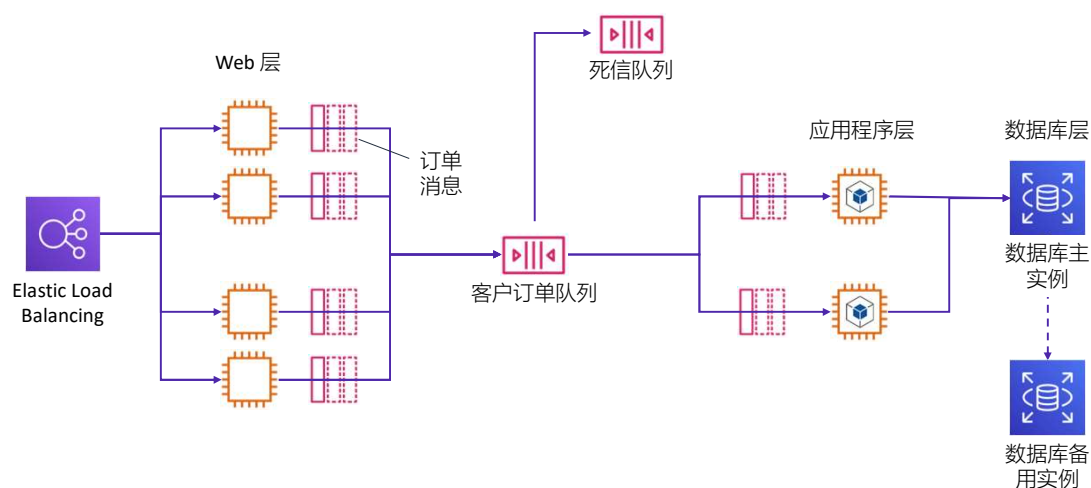 死信队列
Web 层
应用程序层
数据库层
订单
消息
Elastic Load
Balancing
客户订单队列
数据库主
实例
数据库备
用实例